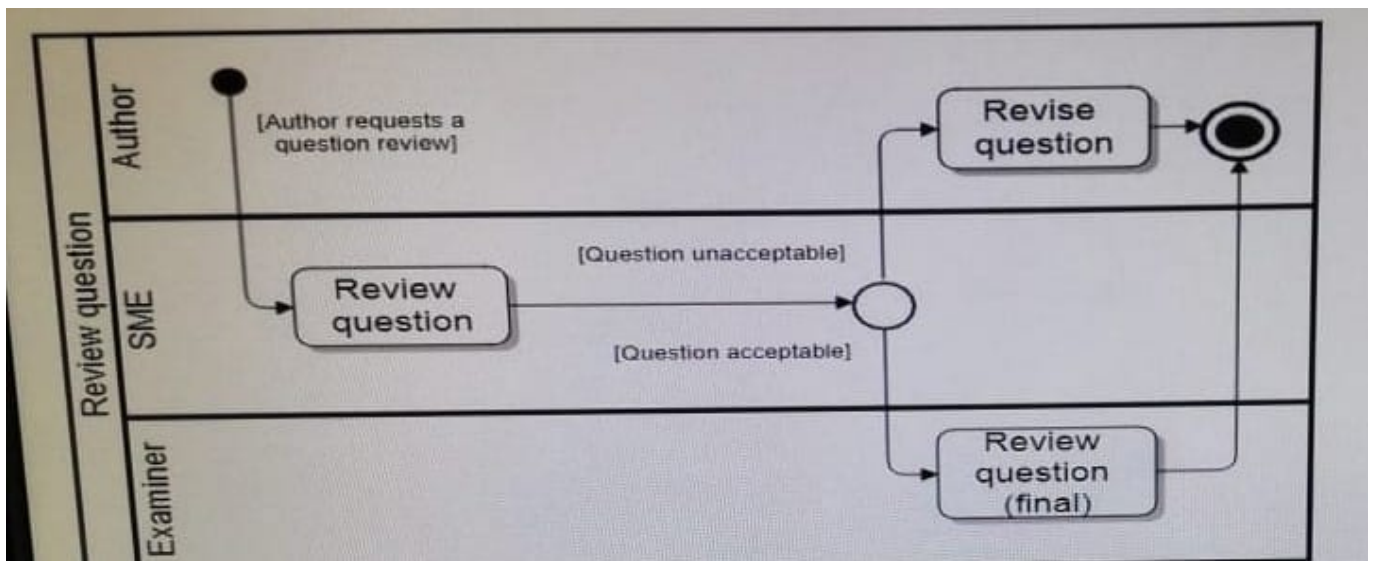 Review question
Author
[Author requests a
question review]
Revise
question
SME
Review
question
[Question unacceptable]
[Question acceptable]
Examiner
Review
question
(final)